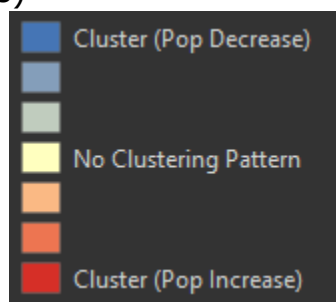 Cluster (Pop Decrease)
No Clustering Pattern
Cluster (Pop Increase)